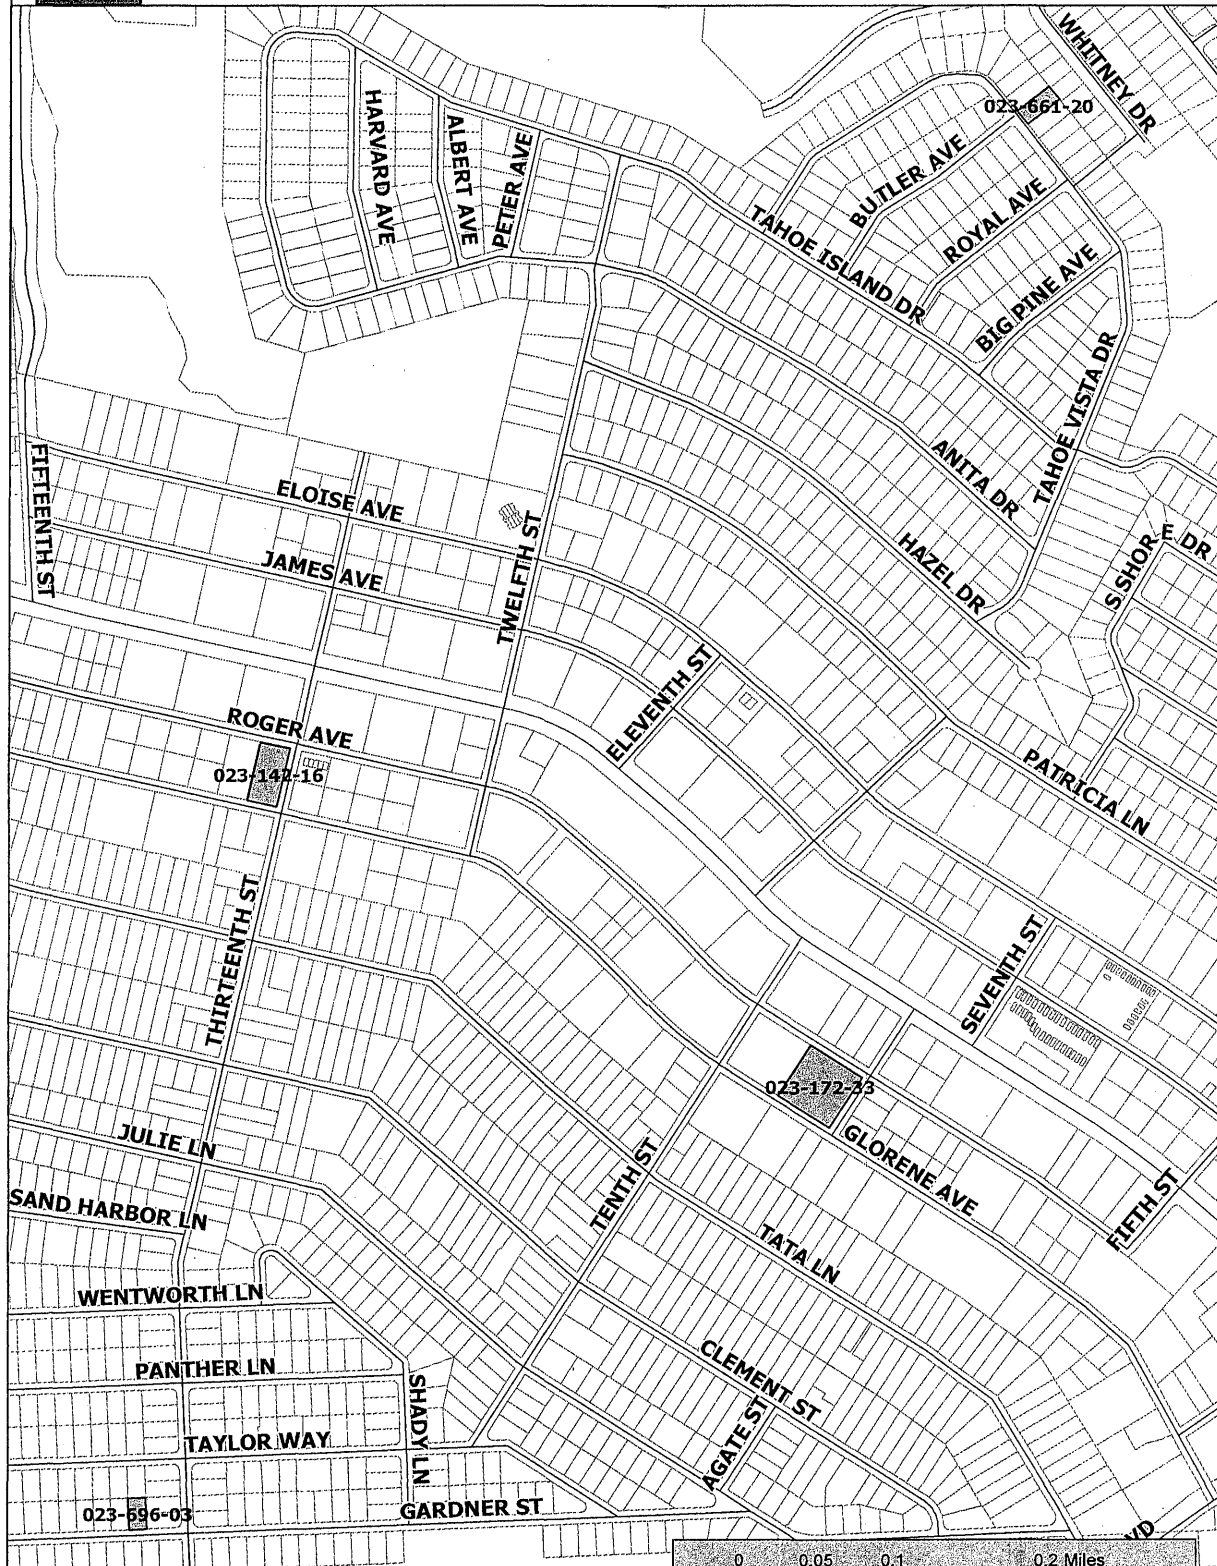 WHITNEY DR
023-661-20
HARVARD AVE
ALBERT AVE
PETER AVE
BUTLER AVE
ROYAL AVE
TAHOE ISLAND DR
BIG PINE AVE
TAHOE VISTA DR
ANITA DR
FIFTEENTH ST
ELOISE AVE
TWELFTH ST
S SHORE DR
HAZEL DR
JAMES AVE
ELEVENTH ST
ROGER AVE
023-142-16
PATRICIA LN
THIRTEENTH ST
SEVENTH ST
023-172-33
JULIE LN
GLORENE AVE
TENTH ST
FIFTH ST
SAND HARBOR LN
TATA LN
WENTWORTH LN
CLEMENT ST
PANTHER LN
SHADY LN
AGATE ST
TAYLOR WAY
GARDNER ST
023-696-03
VD
0 0.05 0.1 0.2 Miles